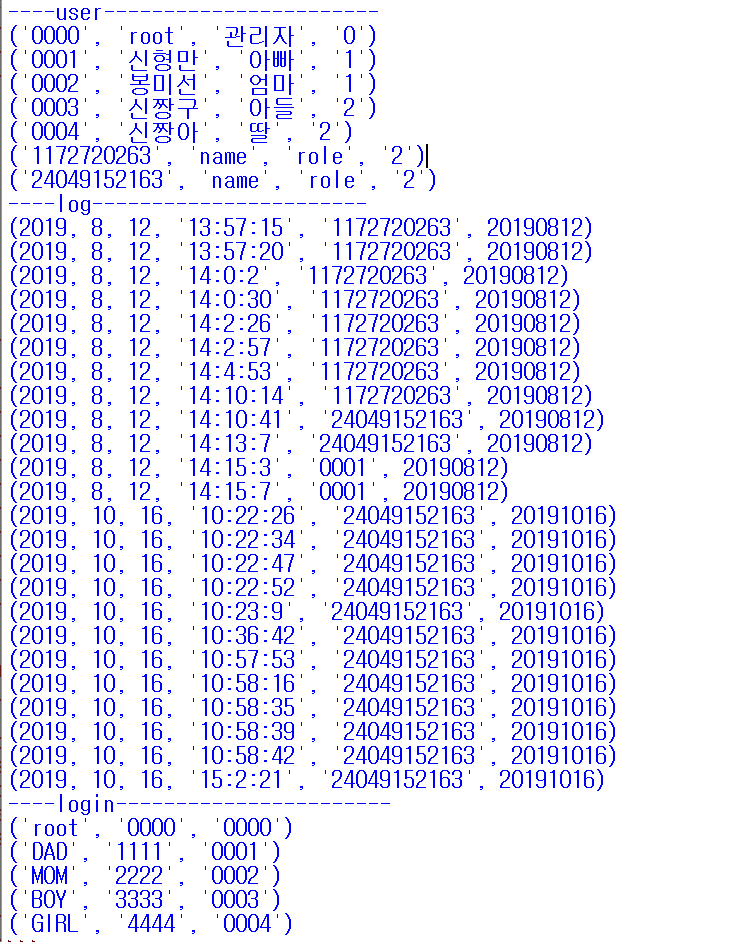 ----user-----------------------
('0000', 'root', '관리자', '0')
('0001', '신형만', '아빠', '1')
('0002', '봉미선', '엄마', '1')
('0003', '신짱구', '아들', '2')
('0004', '신짱아', '딸', '2')
('1172720263', 'name', 'role', '2')
('24049152163', 'name', 'role', '2')
----log-----------------------
(2019, 8, 12, '13:57:15', '1172720263', 20190812)
(2019, 8, 12, '13:57:20', '1172720263', 20190812)
(2019, 8, 12, '14:0:2', '1172720263', 20190812)
(2019, 8, 12, '14:0:30', '1172720263', 20190812)
(2019, 8, 12, '14:2:26', '1172720263', 20190812)
(2019, 8, 12, '14:2:57', '1172720263', 20190812)
(2019, 8, 12, '14:4:53', '1172720263', 20190812)
(2019, 8, 12, '14:10:14', '1172720263', 20190812)
(2019, 8, 12, '14:10:41', '24049152163', 20190812)
(2019, 8, 12, '14:13:7', '24049152163', 20190812)
(2019, 8, 12, '14:15:3', '0001', 20190812)
(2019, 8, 12, '14:15:7', '0001', 20190812)
(2019, 10, 16, '10:22:26', '24049152163', 20191016)
(2019, 10, 16, '10:22:34', '24049152163', 20191016)
(2019, 10, 16, '10:22:47', '24049152163', 20191016)
(2019, 10, 16, '10:22:52', '24049152163', 20191016)
(2019, 10, 16, '10:23:9', '24049152163', 20191016)
(2019, 10, 16, '10:36:42', '24049152163', 20191016)
(2019, 10, 16, '10:57:53', '24049152163', 20191016)
(2019, 10, 16, '10:58:16', '24049152163', 20191016)
(2019, 10, 16, '10:58:35', '24049152163', 20191016)
(2019, 10, 16, '10:58:39', '24049152163', 20191016)
(2019, 10, 16, '10:58:42', '24049152163', 20191016)
(2019, 10, 16, '15:2:21', '24049152163', 20191016)
----login-----------------------
('root', '0000', '0000')
('DAD', '1111', '0001')
('MOM', '2222', '0002')
('BOY', '3333', '0003')
('GIRL', '4444', '0004')